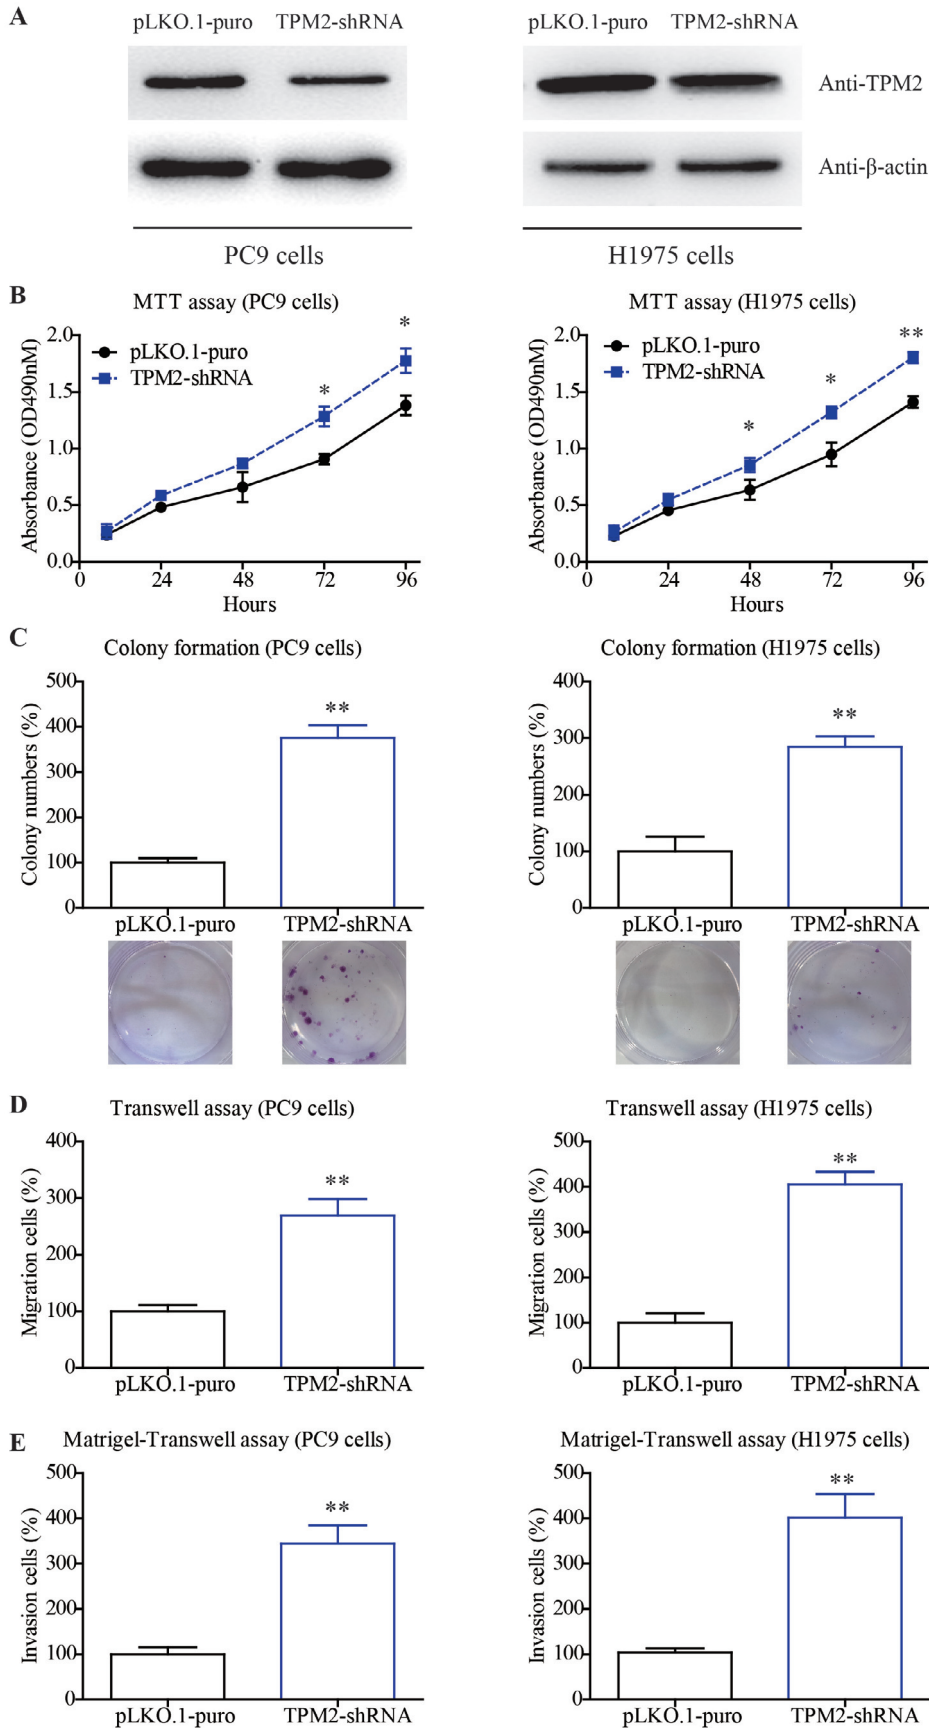 A
pLKO.1-puro TPM2-shRNA pLKO.1-puro TPM2-shRNA
Anti-TPM2
Anti-β-actin
PC9 cells H1975 cells
B
MTT assay (PC9 cells) MTT assay (H1975 cells)
Absorbance (OD490nM)
2.0
1.5
1.0
0.5
0.0
pLKO.1-puro
TPM2-shRNA
* *
0 24 48 72 96
Hours
Absorbance (OD490nM)
2.0
1.5
1.0
0.5
0.0
pLKO.1-puro
TPM2-shRNA
* * **
0 24 48 72 96
Hours
C
Colony formation (PC9 cells) Colony formation (H1975 cells)
Colony numbers (%)
500
400
300
200
100
0
**
pLKO.1-puro TPM2-shRNA
Colony numbers (%)
400
300
200
100
0
**
pLKO.1-puro TPM2-shRNA
D
Transwell assay (PC9 cells) Transwell assay (H1975 cells)
Migration cells (%)
400
300
200
100
0
**
pLKO.1-puro TPM2-shRNA
Migration cells (%)
500
400
300
200
100
0
**
pLKO.1-puro TPM2-shRNA
E
Matrigel-Transwell assay (PC9 cells) Matrigel-Transwell assay (H1975 cells)
Invasion cells (%)
500
400
300
200
100
0
**
pLKO.1-puro TPM2-shRNA
Invasion cells (%)
500
400
300
200
100
0
**
pLKO.1-puro TPM2-shRNA